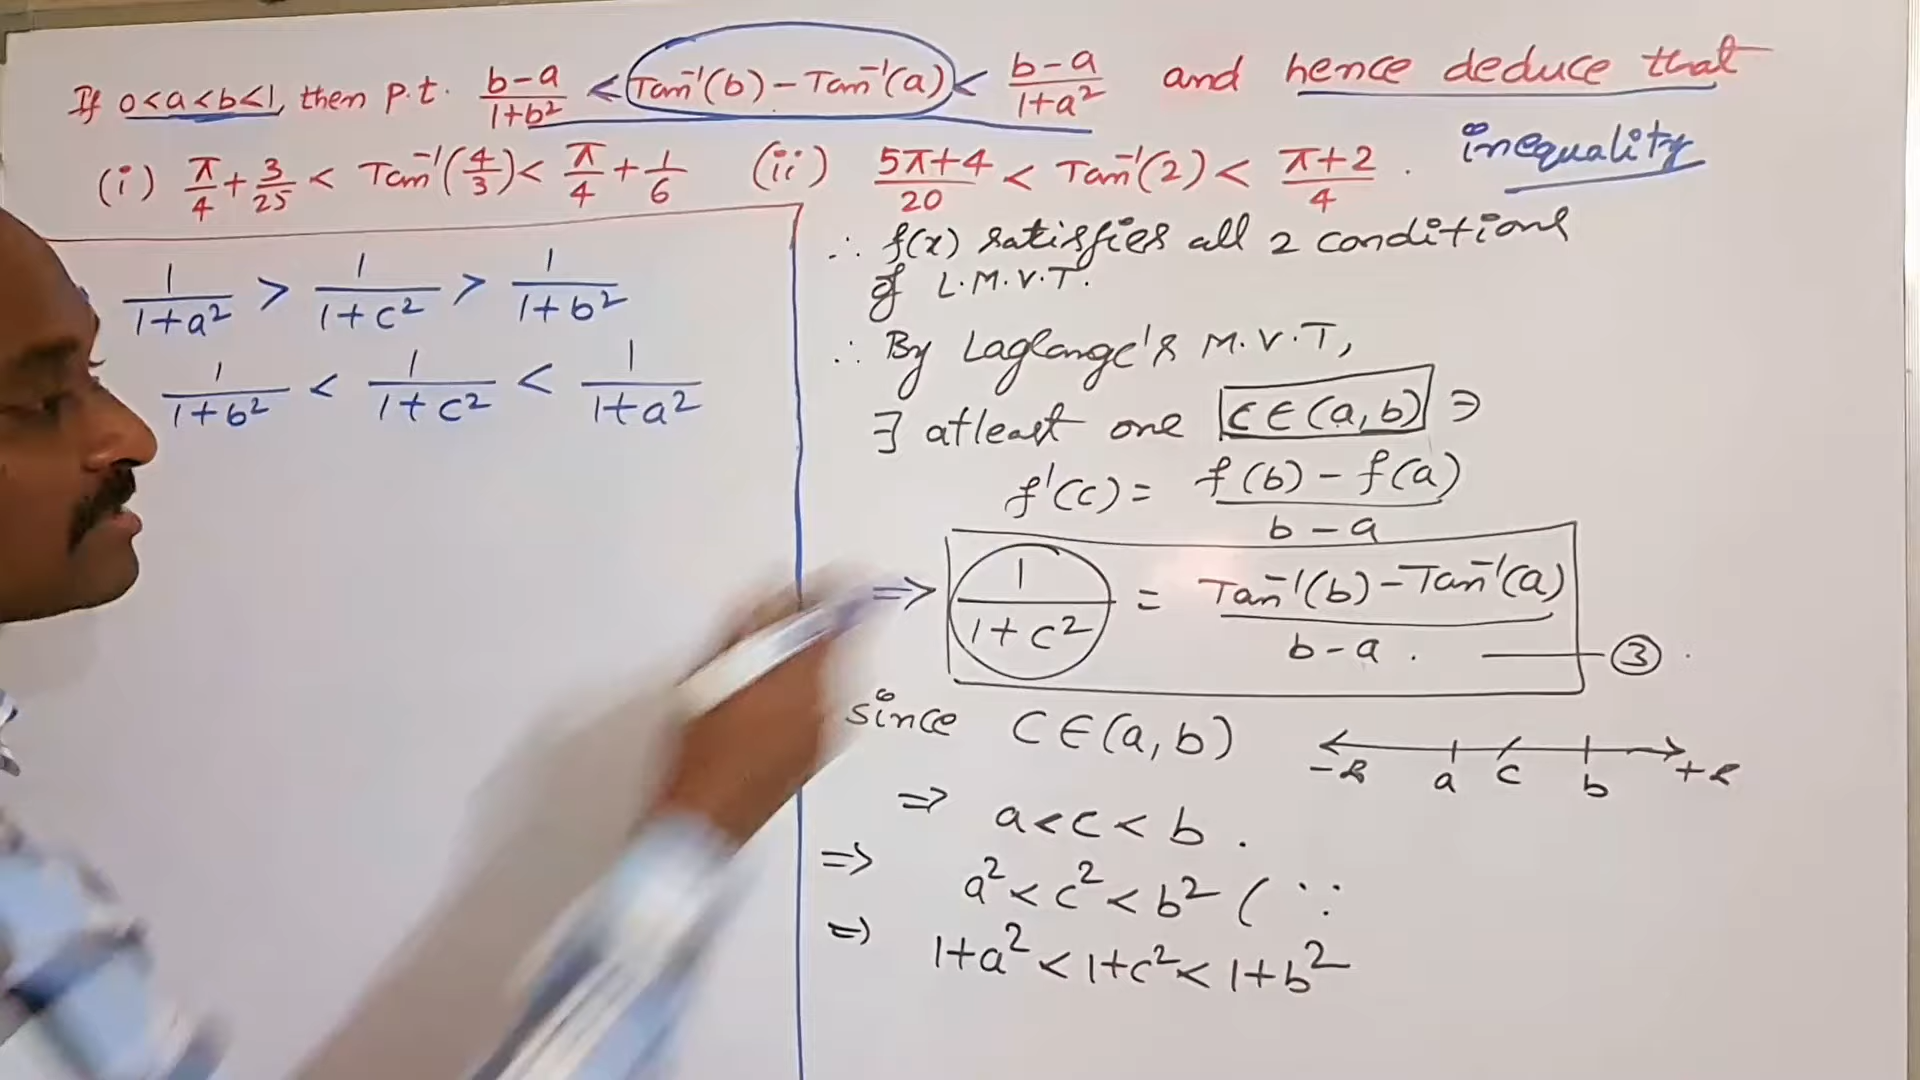 If 0<a<b<1, then p.t. (b-a)/(1+b²) < Tan⁻¹(b) - Tan⁻¹(a) < (b-a)/(1+a²) and hence deduce that
inequality
(i) π/4 + 3/25 < Tan⁻¹(4/3) < π/4 + 1/6 (ii) (5π+4)/20 < Tan⁻¹(2) < (π+2)/4 .
1/(1+a²) > 1/(1+c²) > 1/(1+b²)
1/(1+b²) < 1/(1+c²) < 1/(1+a²)
∴ f(x) satisfies all 2 conditions
of L.M.V.T.
∴ By Lagrange's M.V.T,
∃ atleast one c∈(a,b) ∋
f'(c) = (f(b) - f(a))/(b-a)
⇒ 1/(1+c²) = (Tan⁻¹(b) - Tan⁻¹(a))/(b-a) . — ③
since c∈(a,b)
a c b
⇒ a<c<b .
⇒ a²<c²<b² (∵
⇒ 1+a²<1+c²<1+b²